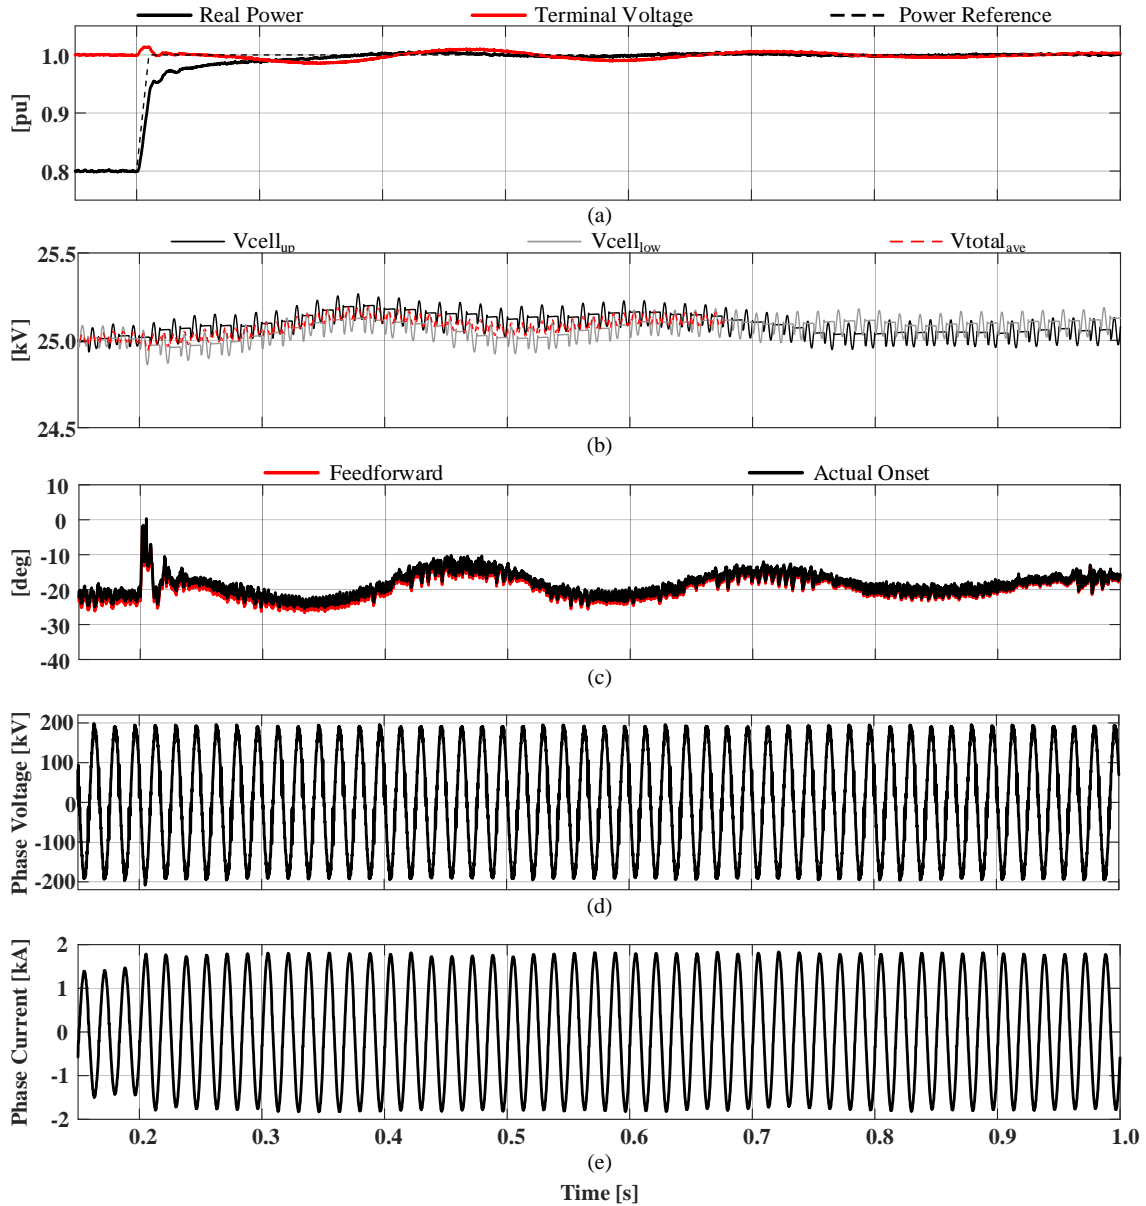 Real Power Terminal Voltage Power Reference
1.0
0.9
0.8
[pu]
(a)
Vcell_up Vcell_low Vtotal_ave
25.5
25.0
24.5
[kV]
(b)
Feedforward Actual Onset
10
0
-10
-20
-30
-40
[deg]
(c)
200
100
0
-100
-200
Phase Voltage [kV]
(d)
2
1
0
-1
-2
Phase Current [kA]
0.2 0.3 0.4 0.5 0.6 0.7 0.8 0.9 1.0
(e)
Time [s]